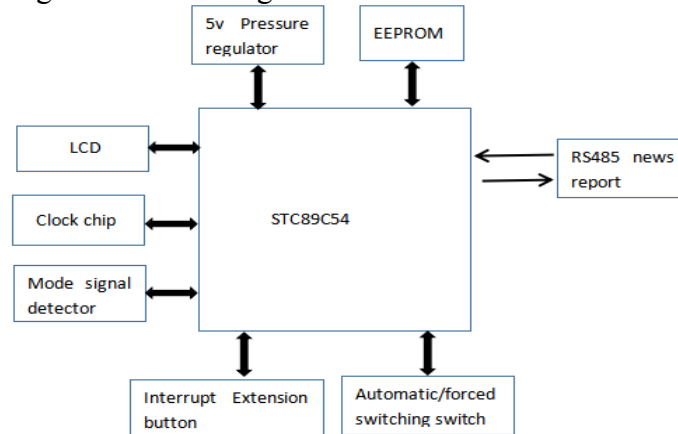 5v Pressure
regulator
EEPROM
LCD
RS485 news
report
Clock chip
STC89C54
Mode signal
detector
Interrupt Extension
button
Automatic/forced
switching switch